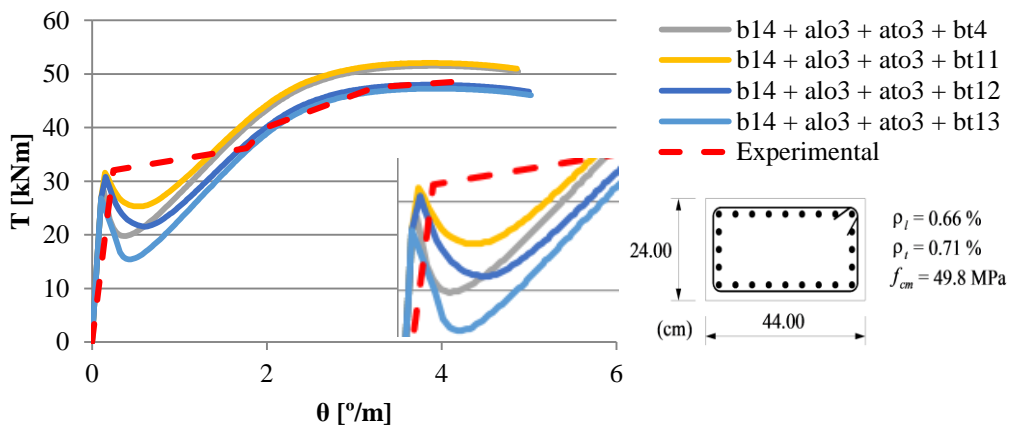 60
50
40
30
20
10
0
T [kNm]
0
2
4
6
θ [º/m]
b14 + alo3 + ato3 + bt4
b14 + alo3 + ato3 + bt11
b14 + alo3 + ato3 + bt12
b14 + alo3 + ato3 + bt13
Experimental
24.00
(cm)
44.00
ρl = 0.66 %
ρt = 0.71 %
fcm = 49.8 MPa